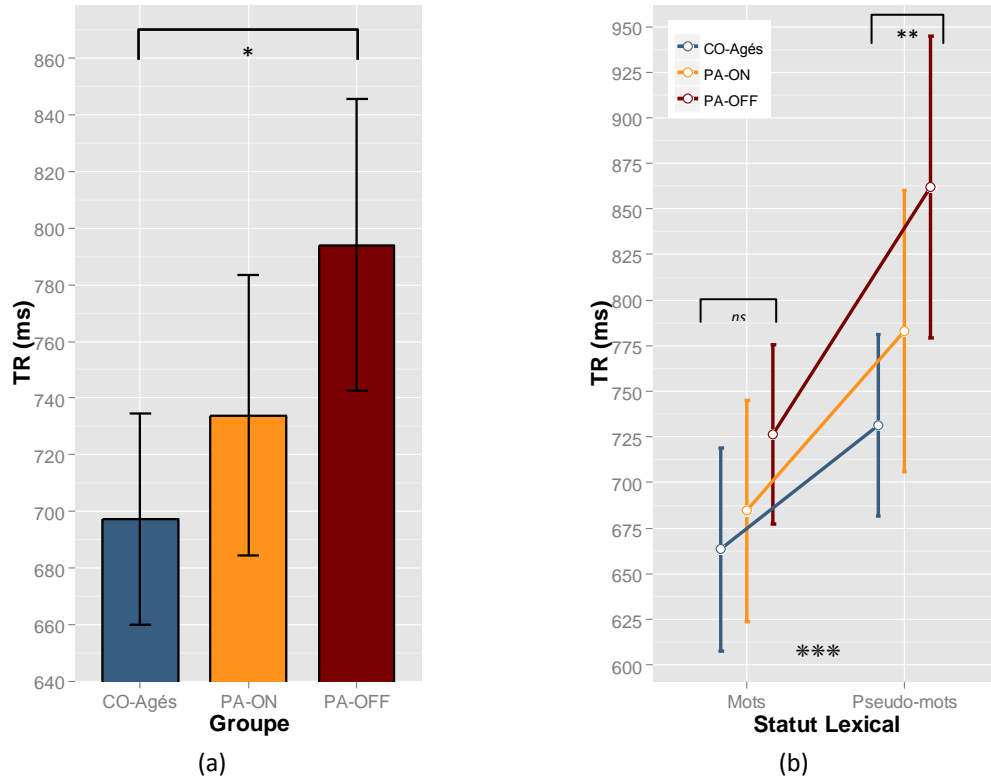 *
TR (ms)
860
840
820
800
780
760
740
720
700
680
660
640
CO-Agés
PA-ON
PA-OFF
Groupe
(a)
CO-Agés
PA-ON
PA-OFF
**
ns
***
TR (ms)
950
925
900
875
850
825
800
775
750
725
700
675
650
625
600
Mots
Pseudo-mots
Statut Lexical
(b)